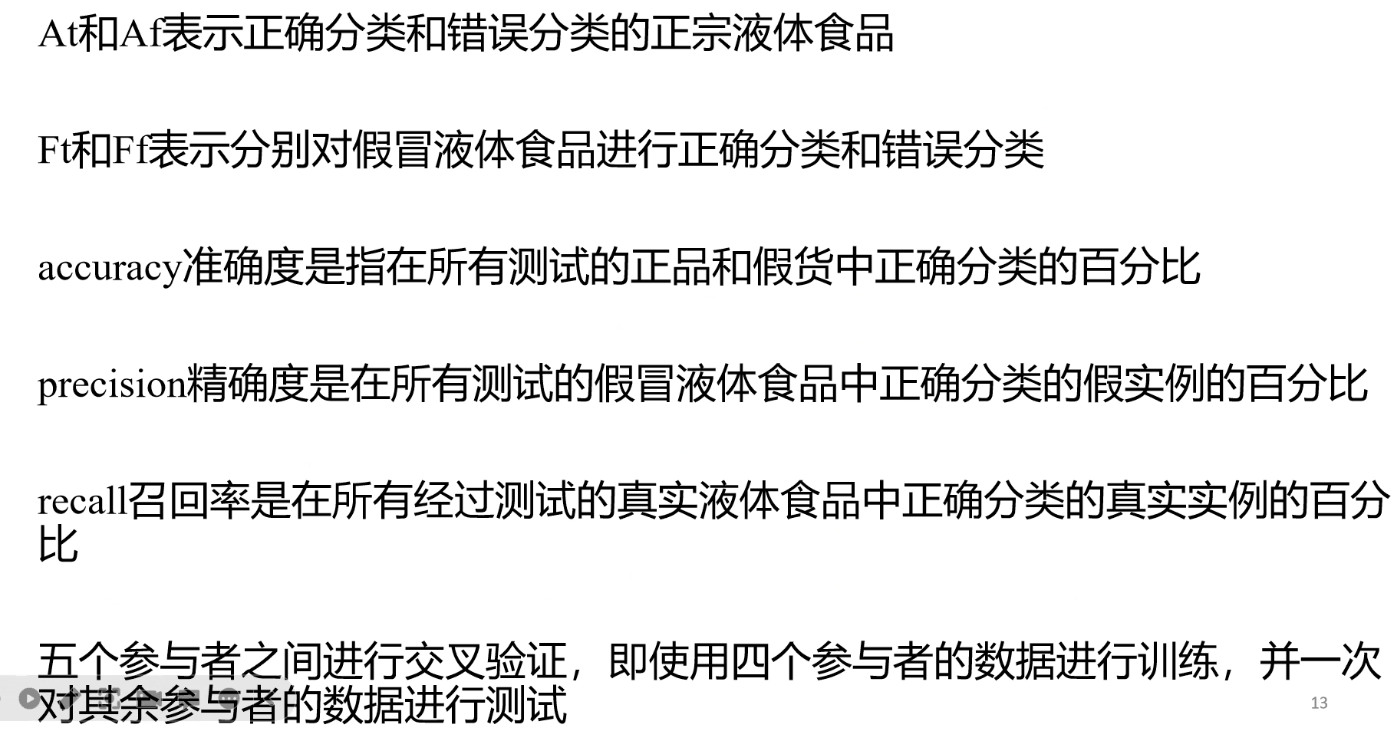 At和Af表示正确分类和错误分类的正宗液体食品
Ft和Ff表示分别对假冒液体食品进行正确分类和错误分类
accuracy准确度是指在所有测试的正品和假货中正确分类的百分比
precision精确度是在所有测试的假冒液体食品中正确分类的假实例的百分比
recall召回率是在所有经过测试的真实液体食品中正确分类的真实实例的百分
比
五个参与者之间进行交叉验证，即使用四个参与者的数据进行训练，并一次
对其余参与者的数据进行测试
13